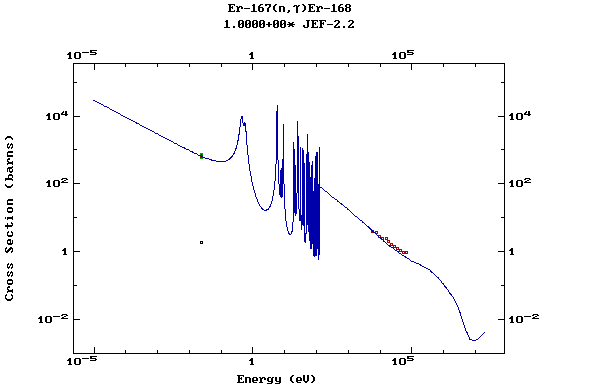 Er-167(n,γ)Er-168
1.0000+00* JEF-2.2
10⁻⁵ 1 10⁵
10⁴ 10⁴
10² 10²
1 1
10⁻² 10⁻²
10⁻⁵ 1 10⁵
Cross Section (barns)
Energy (eV)